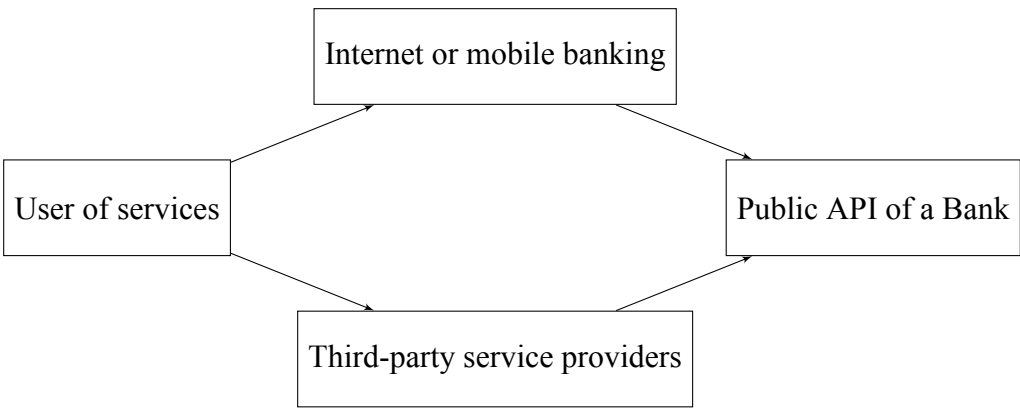 Internet or mobile banking
User of services
Public API of a Bank
Third-party service providers